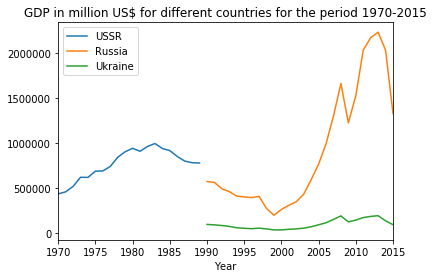 GDP in million US$ for different countries for the period 1970-2015
USSR
Russia
Ukraine
2000000
1500000
1000000
500000
0
1970 1975 1980 1985 1990 1995 2000 2005 2010 2015
Year